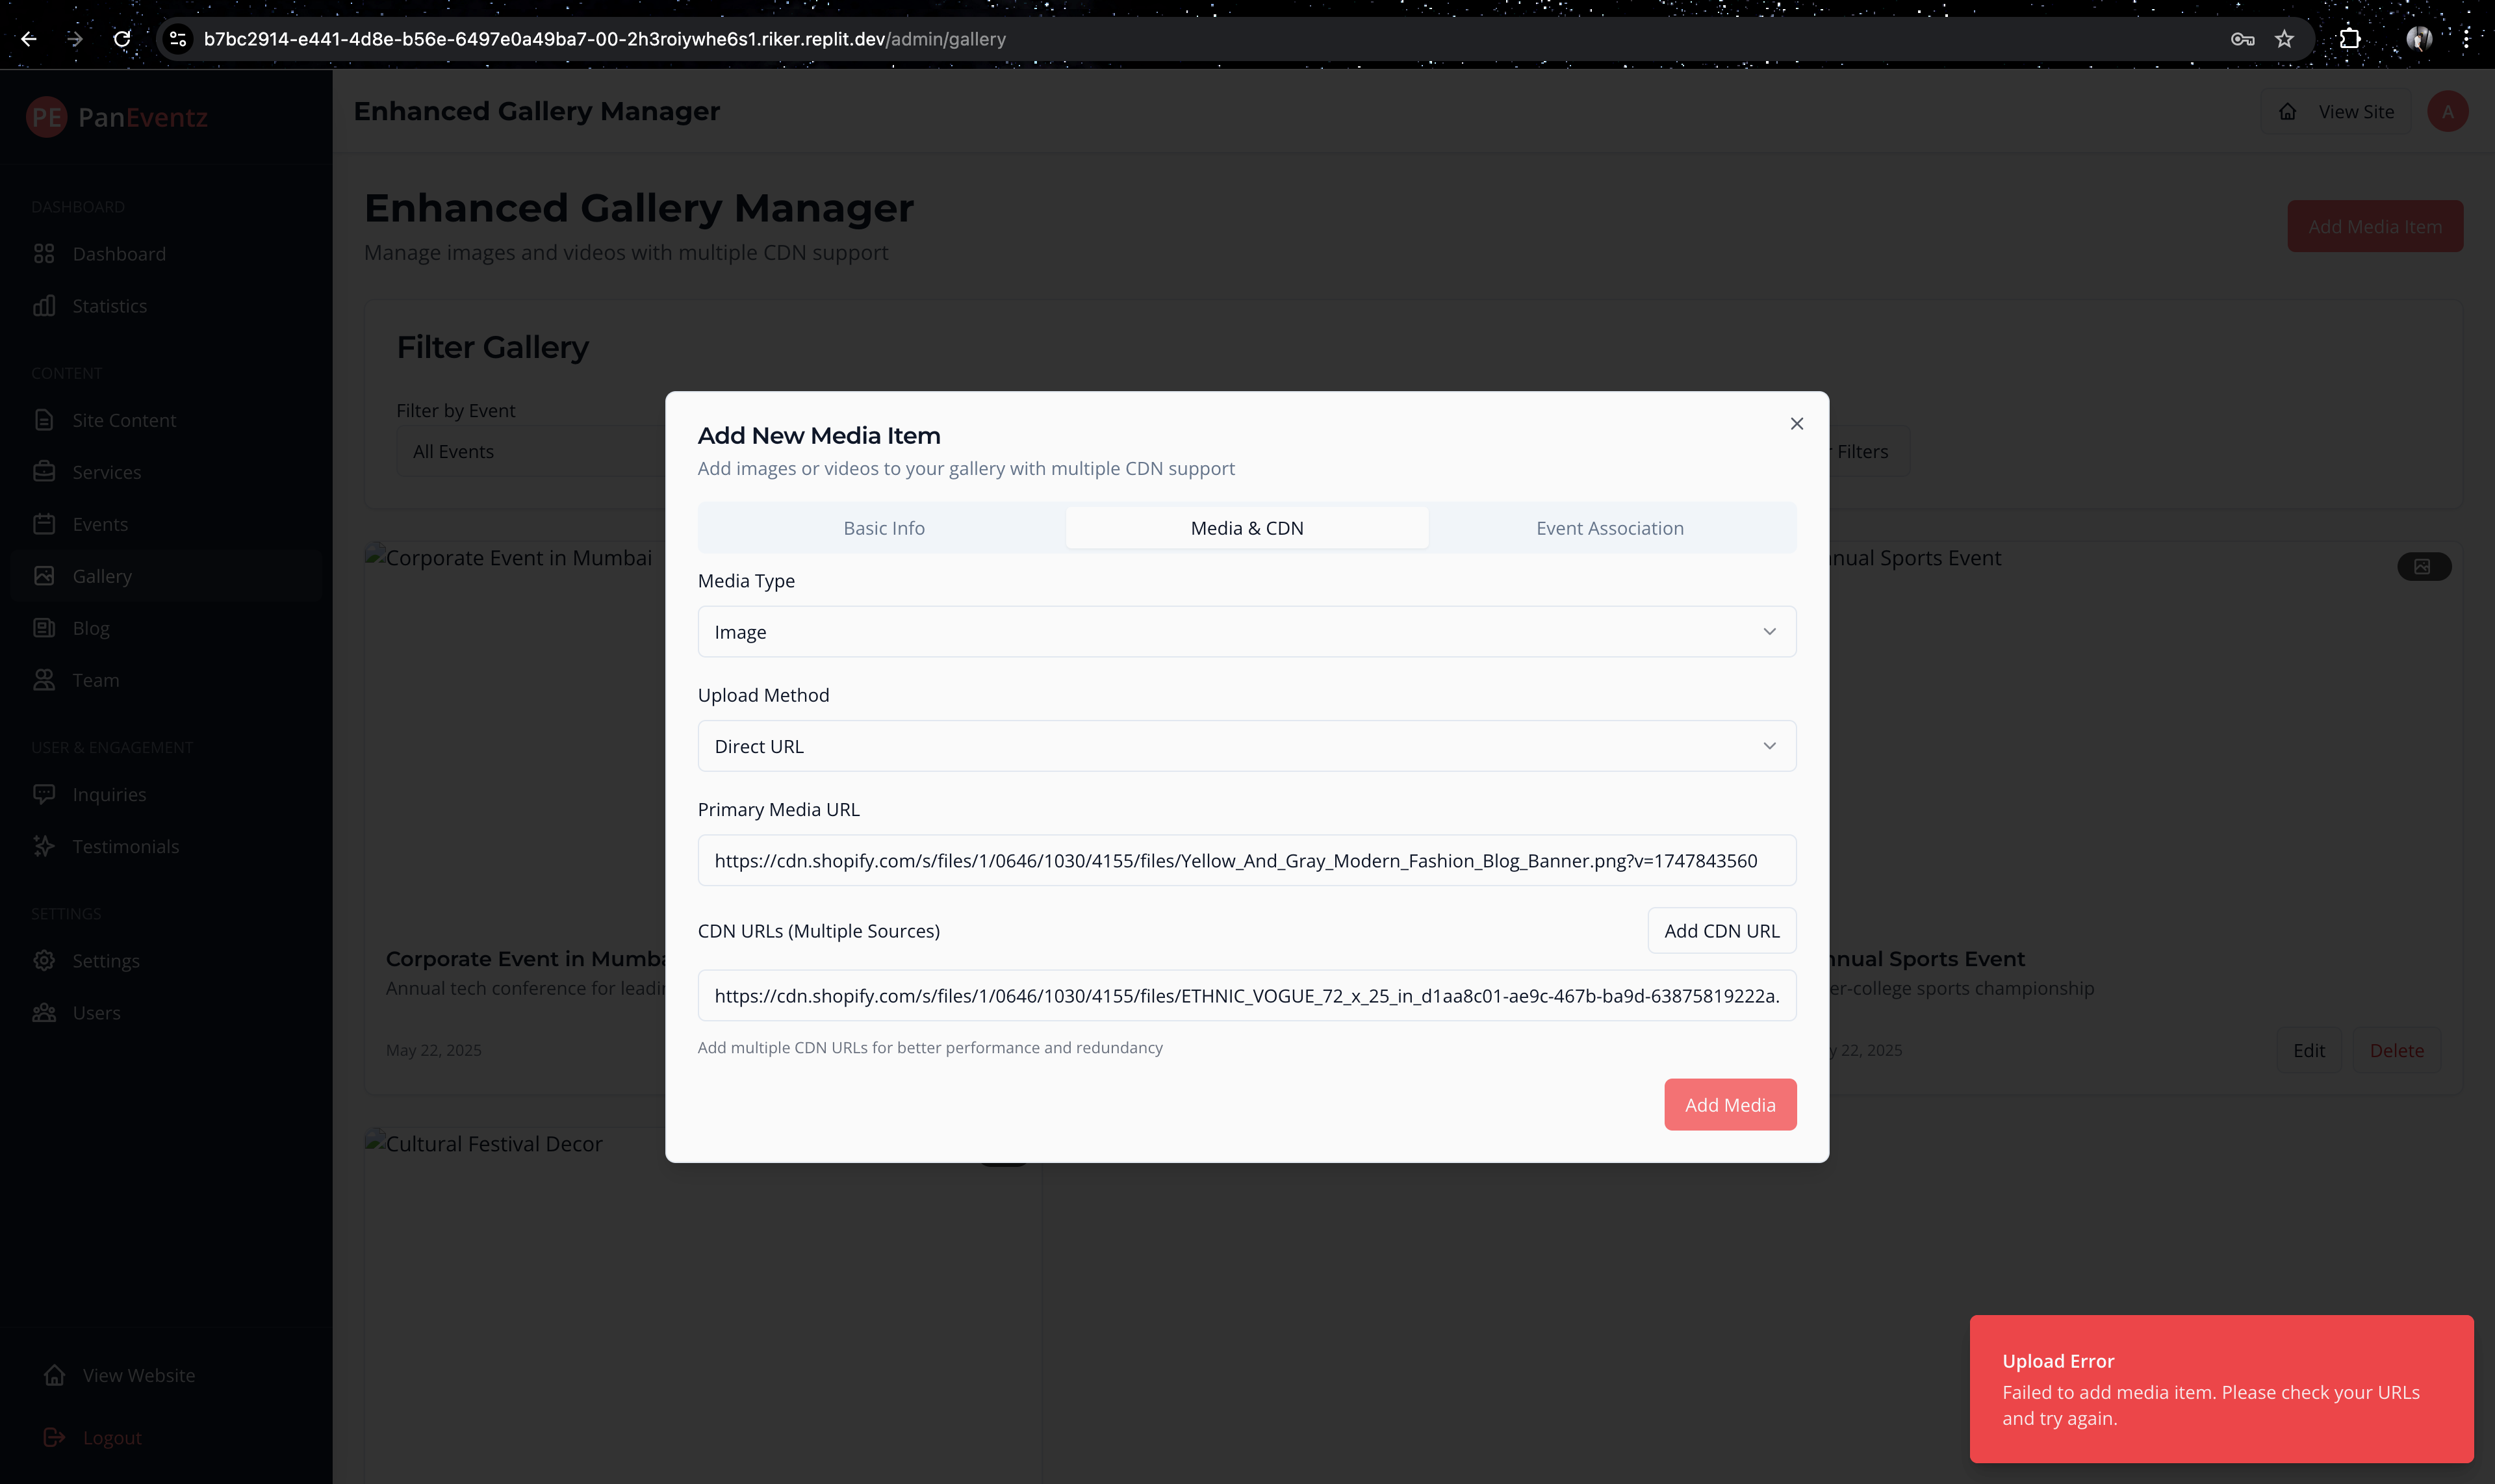 b7bc2914-e441-4d8e-b56e-6497e0a49ba7-00-2h3roiywhe6s1.riker.replit.dev/admin/gallery
PE PanEventz
Enhanced Gallery Manager
View Site
A
DASHBOARD
Dashboard
Statistics
CONTENT
Site Content
Services
Events
Gallery
Blog
Team
USER & ENGAGEMENT
Inquiries
Testimonials
SETTINGS
Settings
Users
View Website
Logout
Enhanced Gallery Manager
Manage images and videos with multiple CDN support
Add Media Item
Filter Gallery
Filter by Event
All Events
Filters
Corporate Event in Mumbai
Corporate Event in Mumba
Annual tech conference for leadi
May 22, 2025
nual Sports Event
nnual Sports Event
er-college sports championship
22, 2025
Edit
Delete
Cultural Festival Decor
Add New Media Item
Add images or videos to your gallery with multiple CDN support
Basic Info
Media & CDN
Event Association
Media Type
Image
Upload Method
Direct URL
Primary Media URL
https://cdn.shopify.com/s/files/1/0646/1030/4155/files/Yellow_And_Gray_Modern_Fashion_Blog_Banner.png?v=1747843560
CDN URLs (Multiple Sources)
Add CDN URL
https://cdn.shopify.com/s/files/1/0646/1030/4155/files/ETHNIC_VOGUE_72_x_25_in_d1aa8c01-ae9c-467b-ba9d-63875819222a.
Add multiple CDN URLs for better performance and redundancy
Add Media
Upload Error
Failed to add media item. Please check your URLs
and try again.